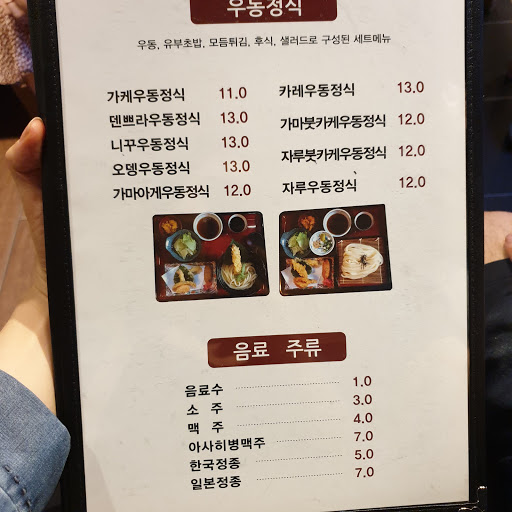 우동정식
우동, 유부초밥, 모듬튀김, 후식, 샐러드로 구성된 세트메뉴
가케우동정식 11.0
덴쁘라우동정식 13.0
니꾸우동정식 13.0
오뎅우동정식 13.0
가마아게우동정식 12.0
카레우동정식 13.0
가마붓카케우동정식 12.0
자루붓카케우동정식 12.0
자루우동정식 12.0
음료 주류
음료수 1.0
소 주 3.0
맥 주 4.0
아사히병맥주 7.0
한국정종 5.0
일본정종 7.0